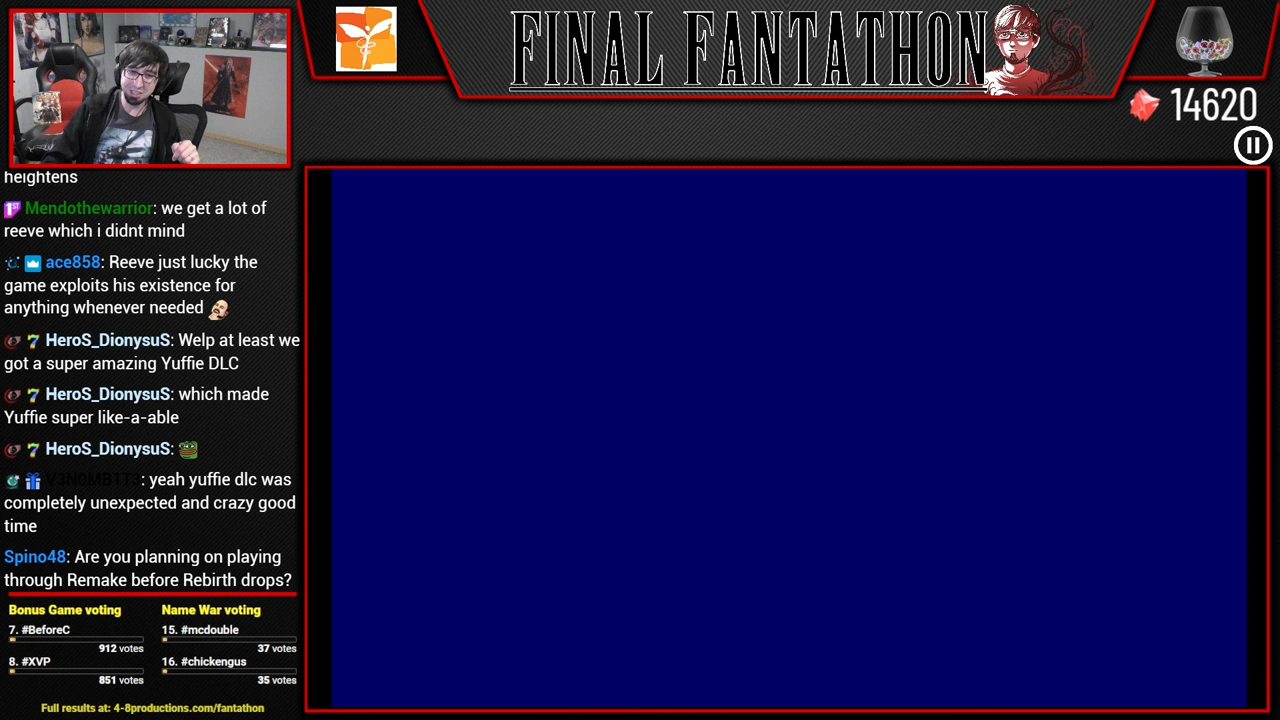 FINAL FANTATHON
14620
heightens
Mendothewarrior: we get a lot of
reeve which i didnt mind
ace858: Reeve just lucky the
game exploits his existence for
anything whenever needed
HeroS_DionysuS: Welp at least we
got a super amazing Yuffie DLC
HeroS_DionysuS: which made
Yuffie super like-a-able
HeroS_DionysuS:
V3N0MB1T3: yeah yuffie dlc was
completely unexpected and crazy good
time
Spino48: Are you planning on playing
through Remake before Rebirth drops?
Bonus Game voting
7. #BeforeC
912 votes
8. #XVP
851 votes
Name War voting
15. #mcdouble
37 votes
16. #chickengus
35 votes
Full results at: 4-8productions.com/fantathon